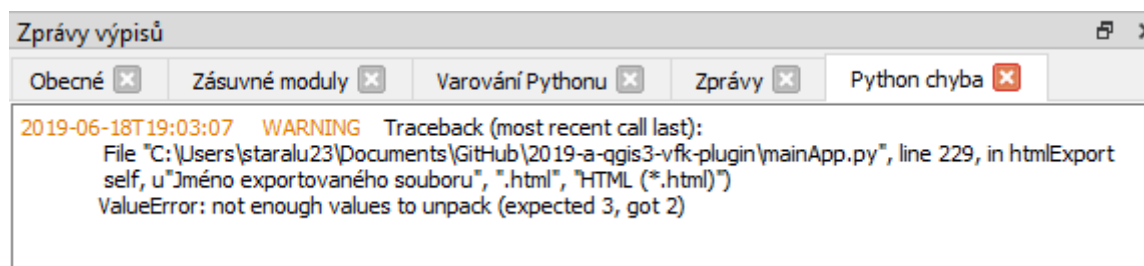 Zprávy výpisů
Obecné Zásuvné moduly Varování Pythonu Zprávy Python chyba
2019-06-18T19:03:07 WARNING Traceback (most recent call last):
File "C:\Users\staralu23\Documents\GitHub\2019-a-qgis3-vfk-plugin\mainApp.py", line 229, in htmlExport
self, u"Jméno exportovaného souboru", ".html", "HTML (*.html)")
ValueError: not enough values to unpack (expected 3, got 2)